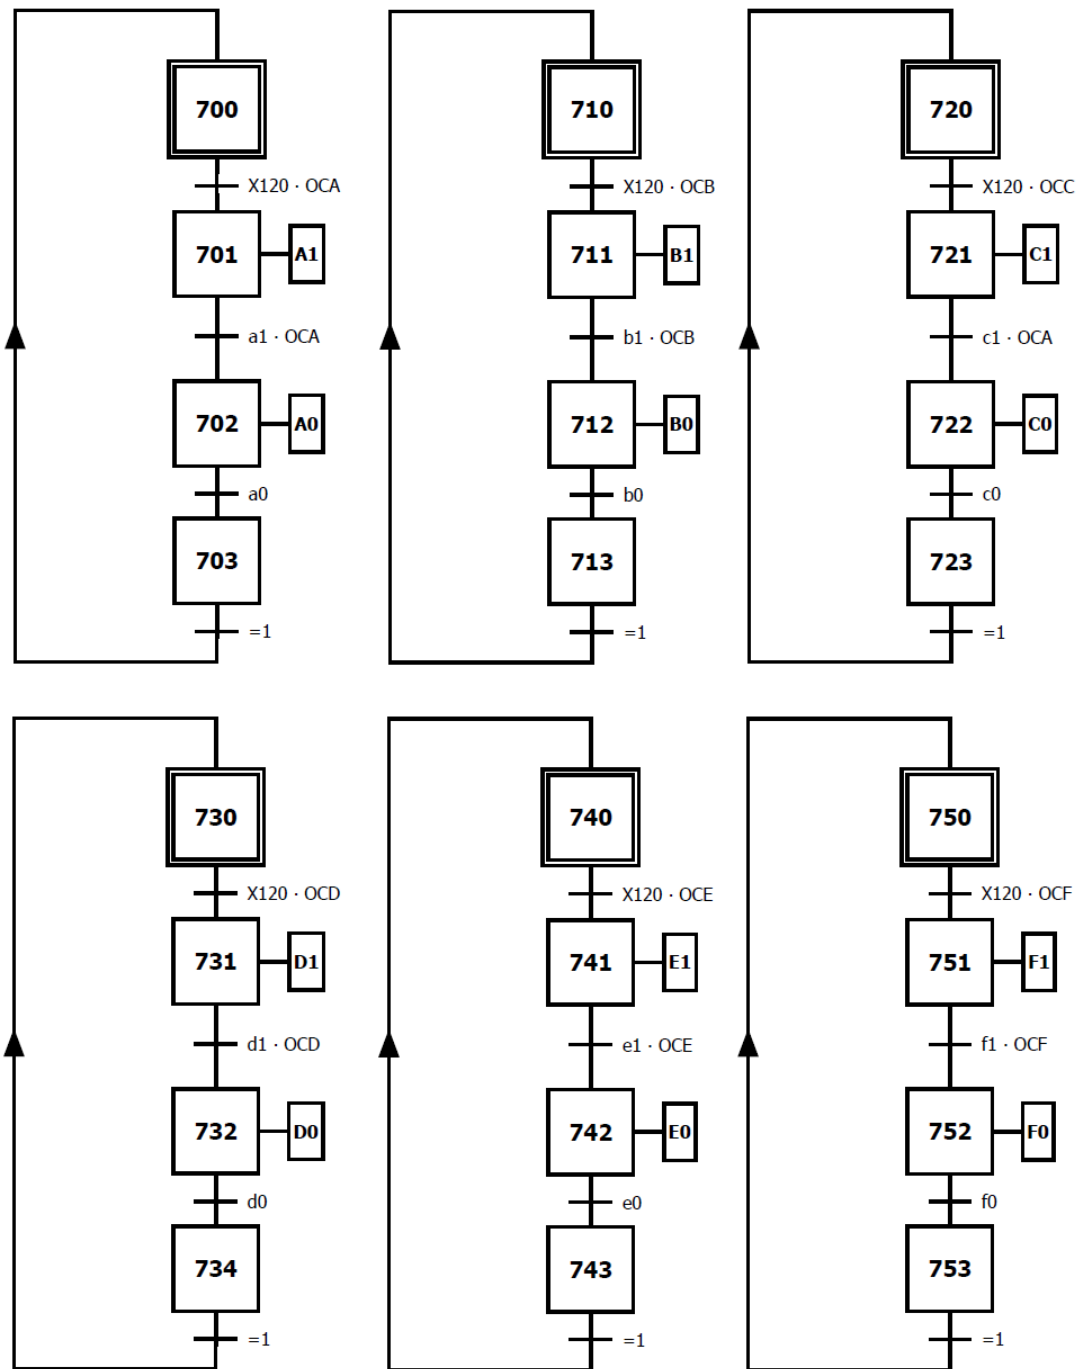 700
X120 · OCA
701 A1
a1 · OCA
702 A0
a0
703
=1
710
X120 · OCB
711 B1
b1 · OCB
712 B0
b0
713
=1
720
X120 · OCC
721 C1
c1 · OCA
722 C0
c0
723
=1
730
X120 · OCD
731 D1
d1 · OCD
732 D0
d0
734
=1
740
X120 · OCE
741 E1
e1 · OCE
742 E0
e0
743
=1
750
X120 · OCF
751 F1
f1 · OCF
752 F0
f0
753
=1